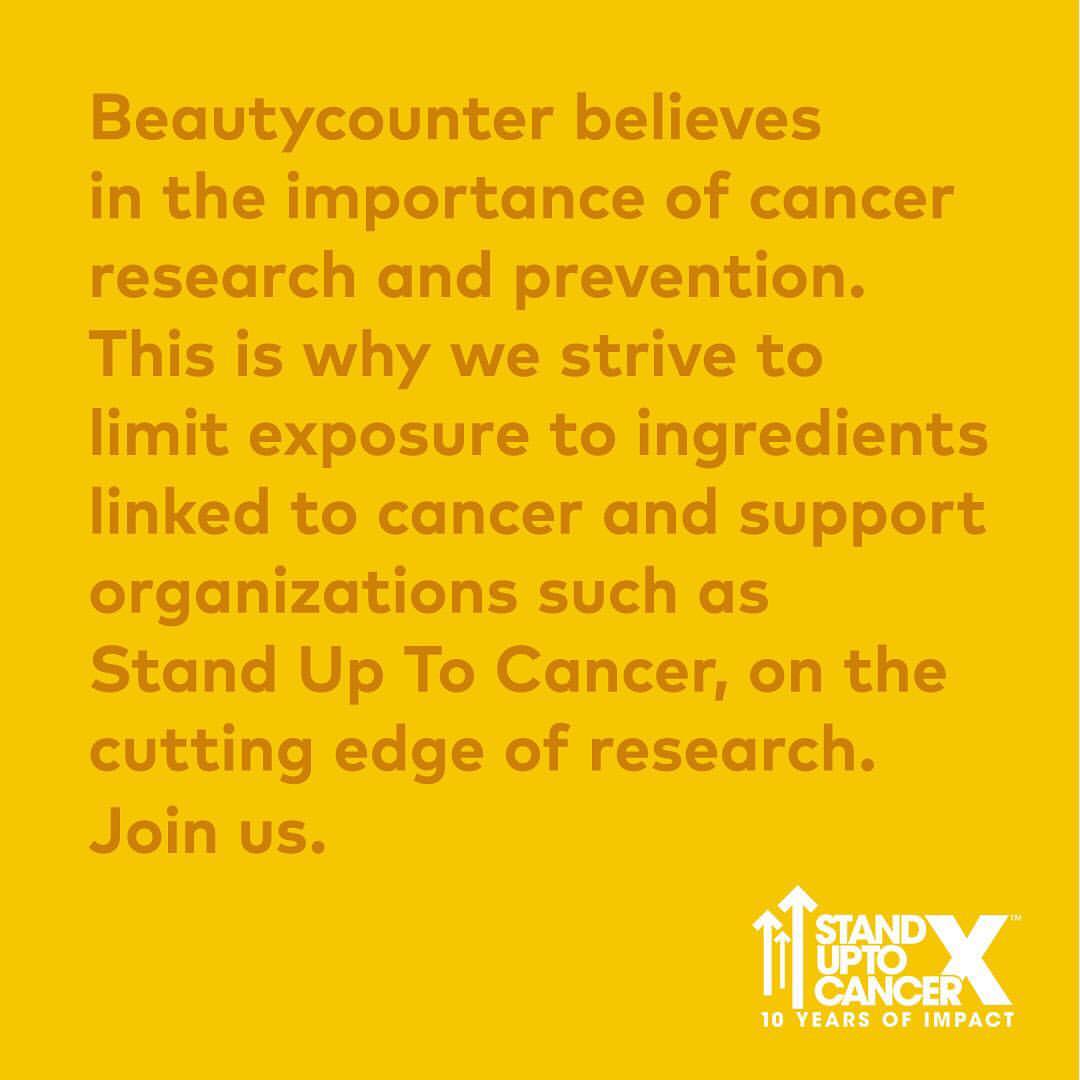 Beautycounter believes
in the importance of cancer
research and prevention.
This is why we strive to
limit exposure to ingredients
linked to cancer and support
organizations such as
Stand Up To Cancer, on the
cutting edge of research.
Join us.
STAND X™
UP TO
CANCER
10 YEARS OF IMPACT